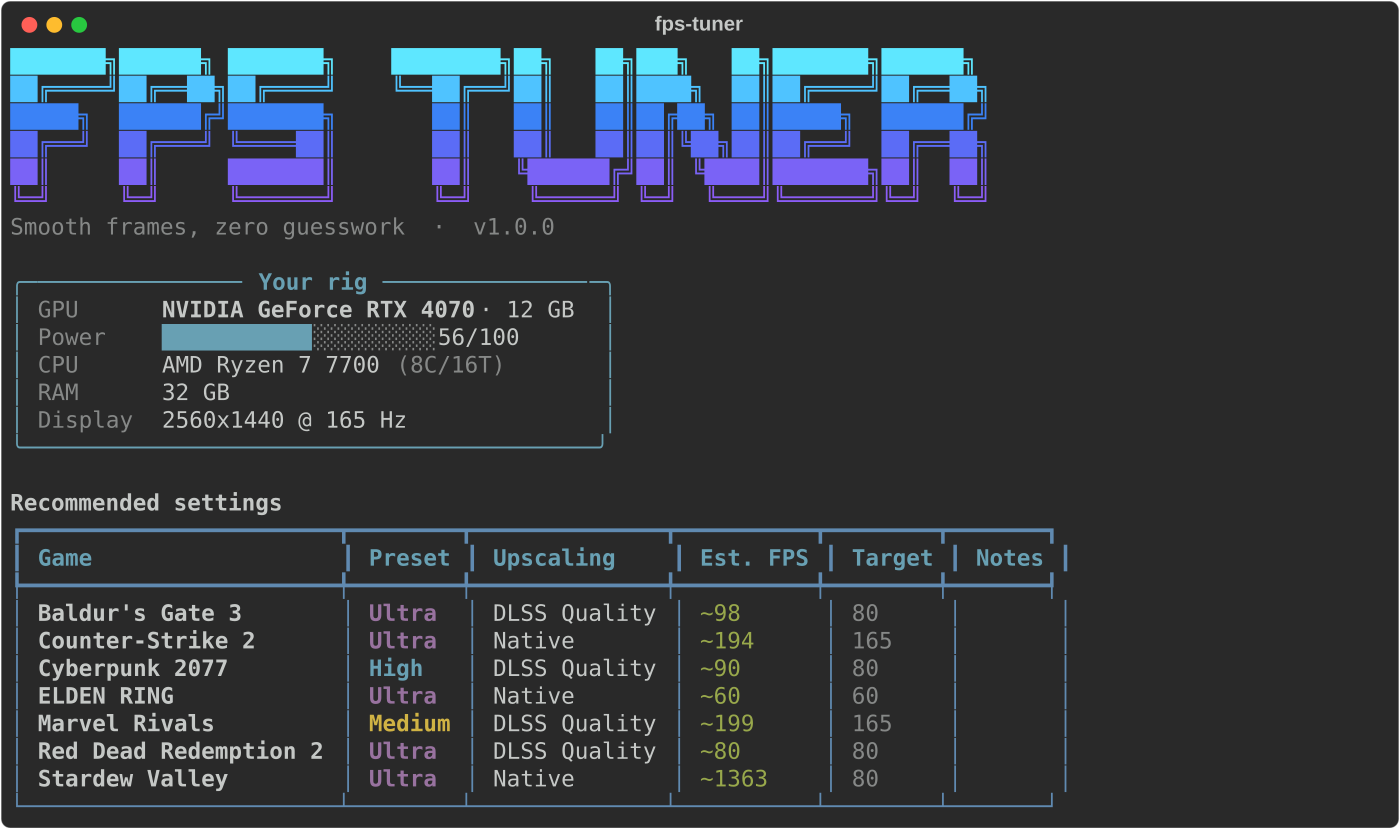 fps-tuner
FPS TUNER
Smooth frames, zero guesswork · v1.0.0
Your rig
GPU NVIDIA GeForce RTX 4070 · 12 GB
Power 56/100
CPU AMD Ryzen 7 7700 (8C/16T)
RAM 32 GB
Display 2560x1440 @ 165 Hz
Recommended settings
Game Preset Upscaling Est. FPS Target Notes
Baldur's Gate 3 Ultra DLSS Quality ~98 80
Counter-Strike 2 Ultra Native ~194 165
Cyberpunk 2077 High DLSS Quality ~90 80
ELDEN RING Ultra Native ~60 60
Marvel Rivals Medium DLSS Quality ~199 165
Red Dead Redemption 2 Ultra DLSS Quality ~80 80
Stardew Valley Ultra Native ~1363 80